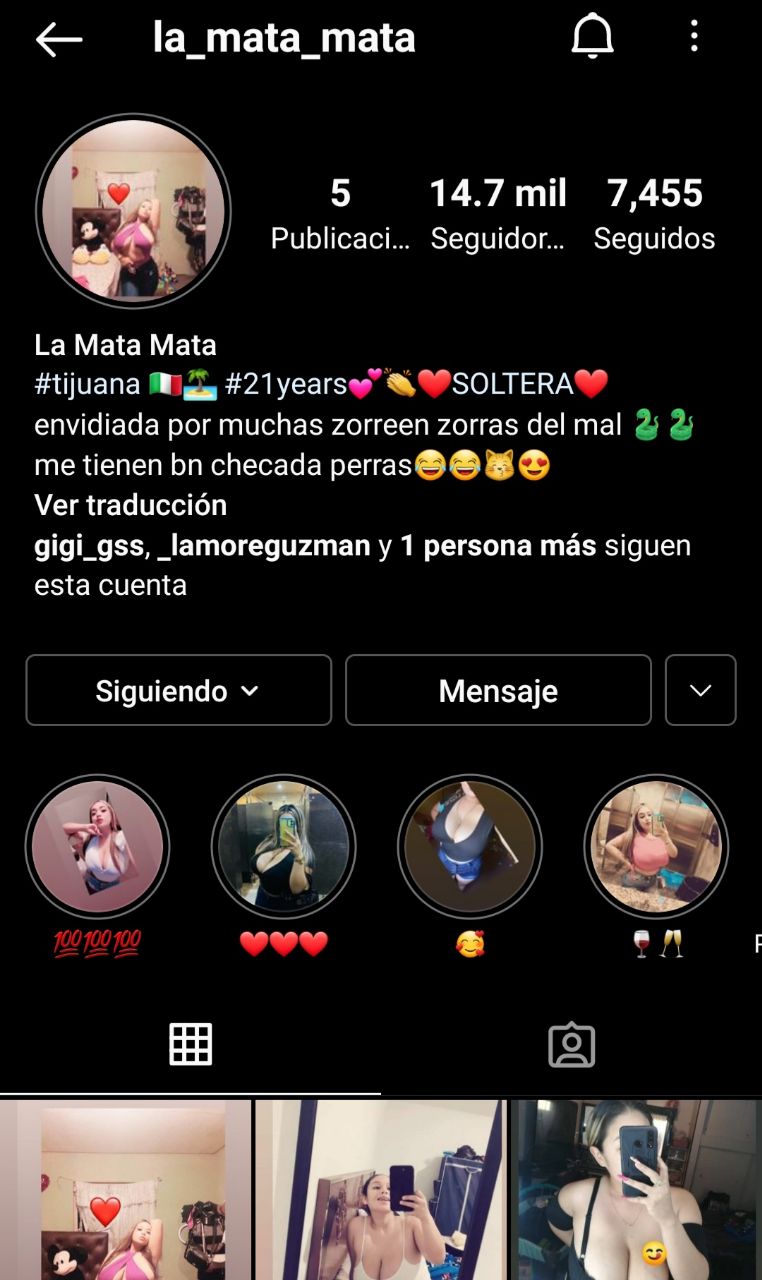 la_mata_mata
5 14.7 mil 7,455
Publicaci... Seguidor... Seguidos
La Mata Mata
#tijuana 🇮🇹🏝️ #21years💕👏❤️SOLTERA❤️
envidiada por muchas zorreen zorras del mal 🐍🐍
me tienen bn checada perras😂😂😽😍
Ver traducción
gigi_gss, _lamoreguzman y 1 persona más siguen
esta cuenta
Siguiendo Mensaje
💯💯💯 ❤️❤️❤️ 🥰 🍷🥂